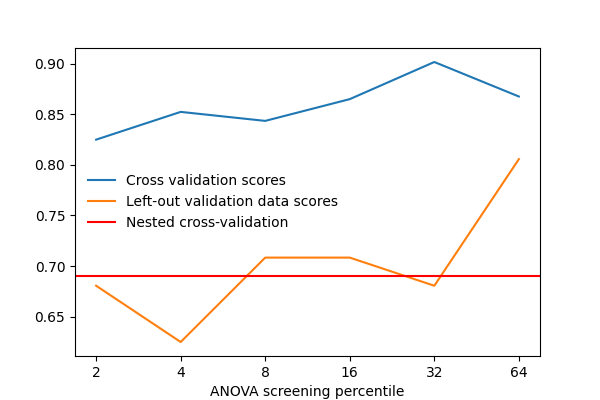 0.90
0.85
0.80
0.75
0.70
0.65
Cross validation scores
Left-out validation data scores
Nested cross-validation
2 4 8 16 32 64
ANOVA screening percentile